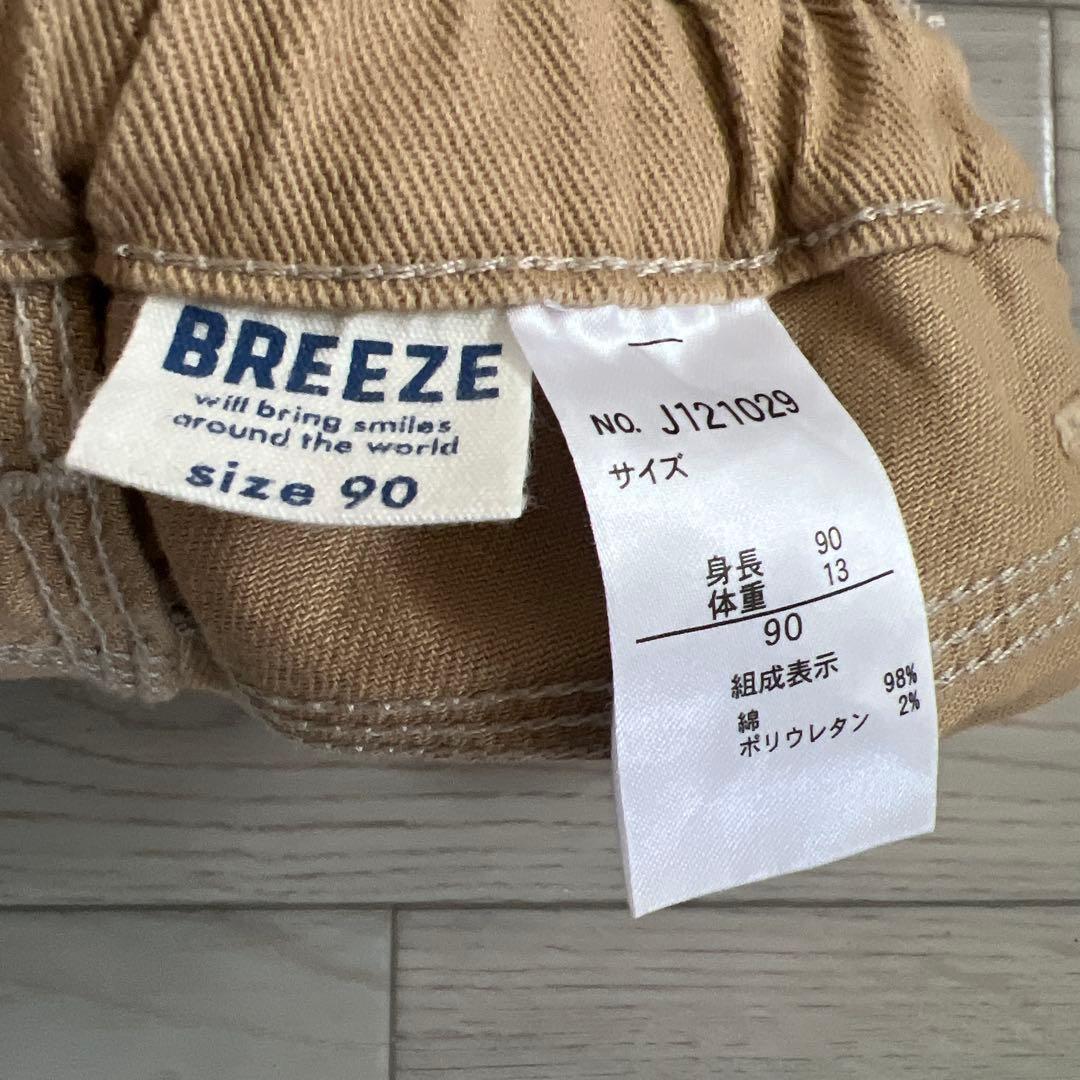 BREEZE
will bring smiles
around the world
size 90
NO. J121029
サイズ
身長 90
体重 13
90
組成表示
綿 98%
ポリウレタン 2%